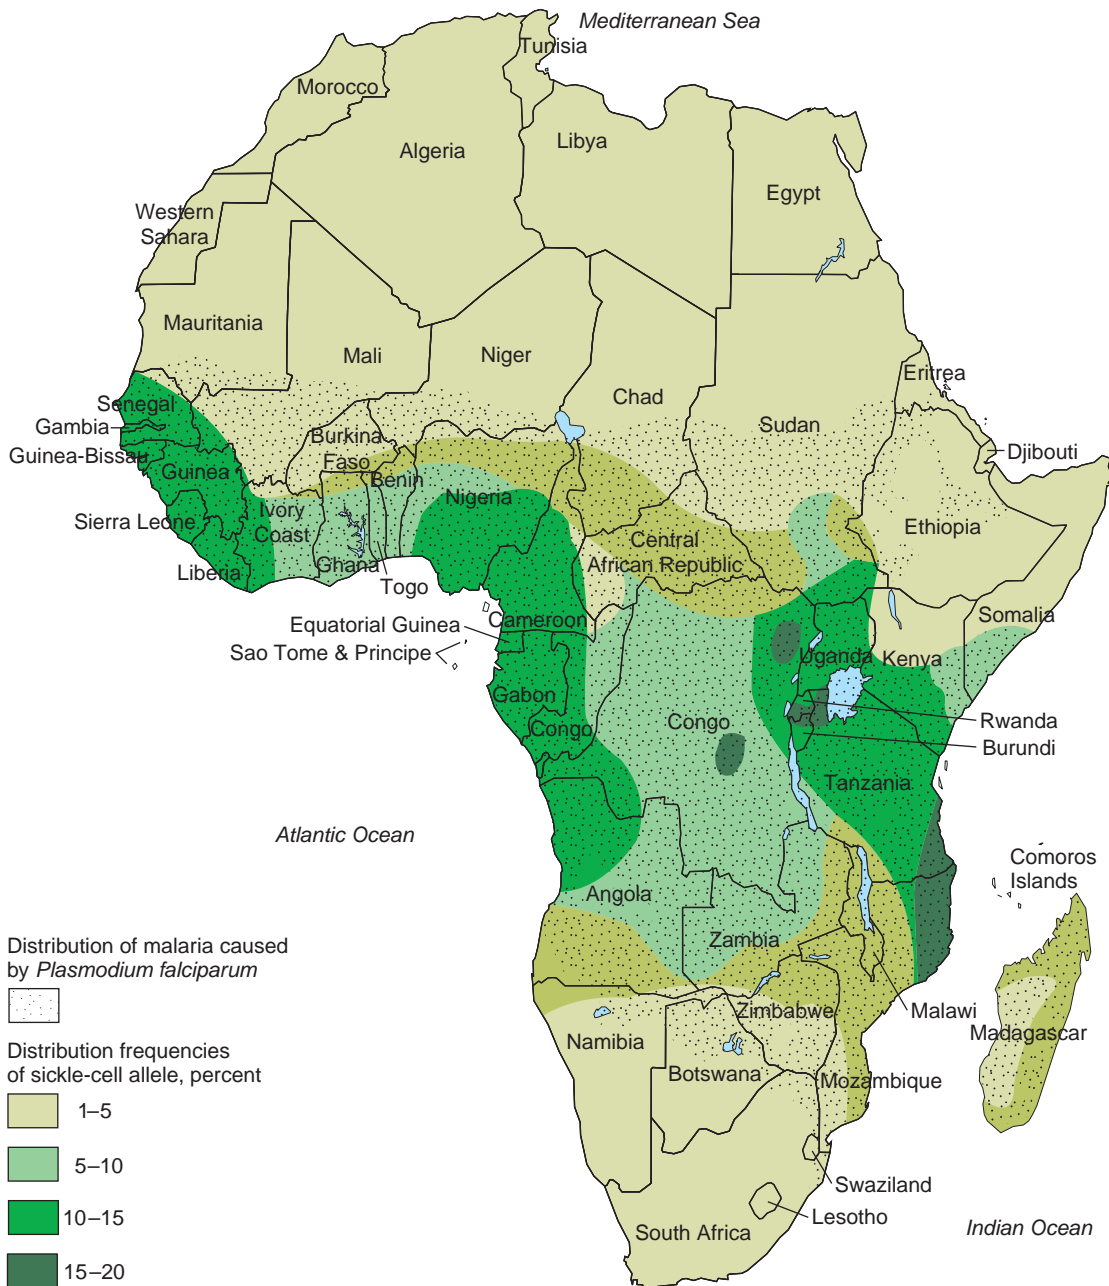 Mediterranean Sea
Tunisia
Morocco
Algeria
Libya
Egypt
Western
Sahara
Mauritania
Mali
Niger
Chad
Sudan
Eritrea
Djibouti
Senegal
Gambia
Guinea-Bissau
Guinea
Sierra Leone
Liberia
Burkina
Faso
Benin
Nigeria
Ivory
Coast
Ghana
Togo
Central
African Republic
Ethiopia
Somalia
Cameroon
Equatorial Guinea
Sao Tome & Principe
Uganda
Kenya
Gabon
Congo
Congo
Rwanda
Burundi
Tanzania
Atlantic Ocean
Comoros
Islands
Angola
Zambia
Malawi
Zimbabwe
Namibia
Botswana
Mozambique
Madagascar
Swaziland
Lesotho
South Africa
Indian Ocean
Distribution of malaria caused
by Plasmodium falciparum
Distribution frequencies
of sickle-cell allele, percent
1–5
5–10
10–15
15–20